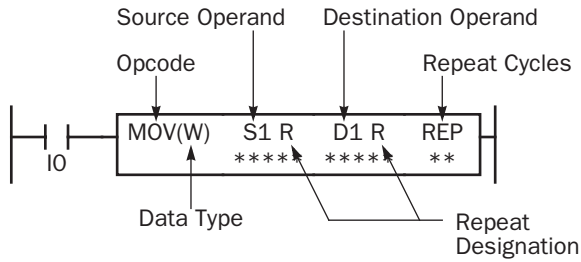 Source Operand
Destination Operand
Opcode
Repeat Cycles
MOV(W) S1 R D1 R REP
***** ***** **
I0
Data Type
Repeat
Designation